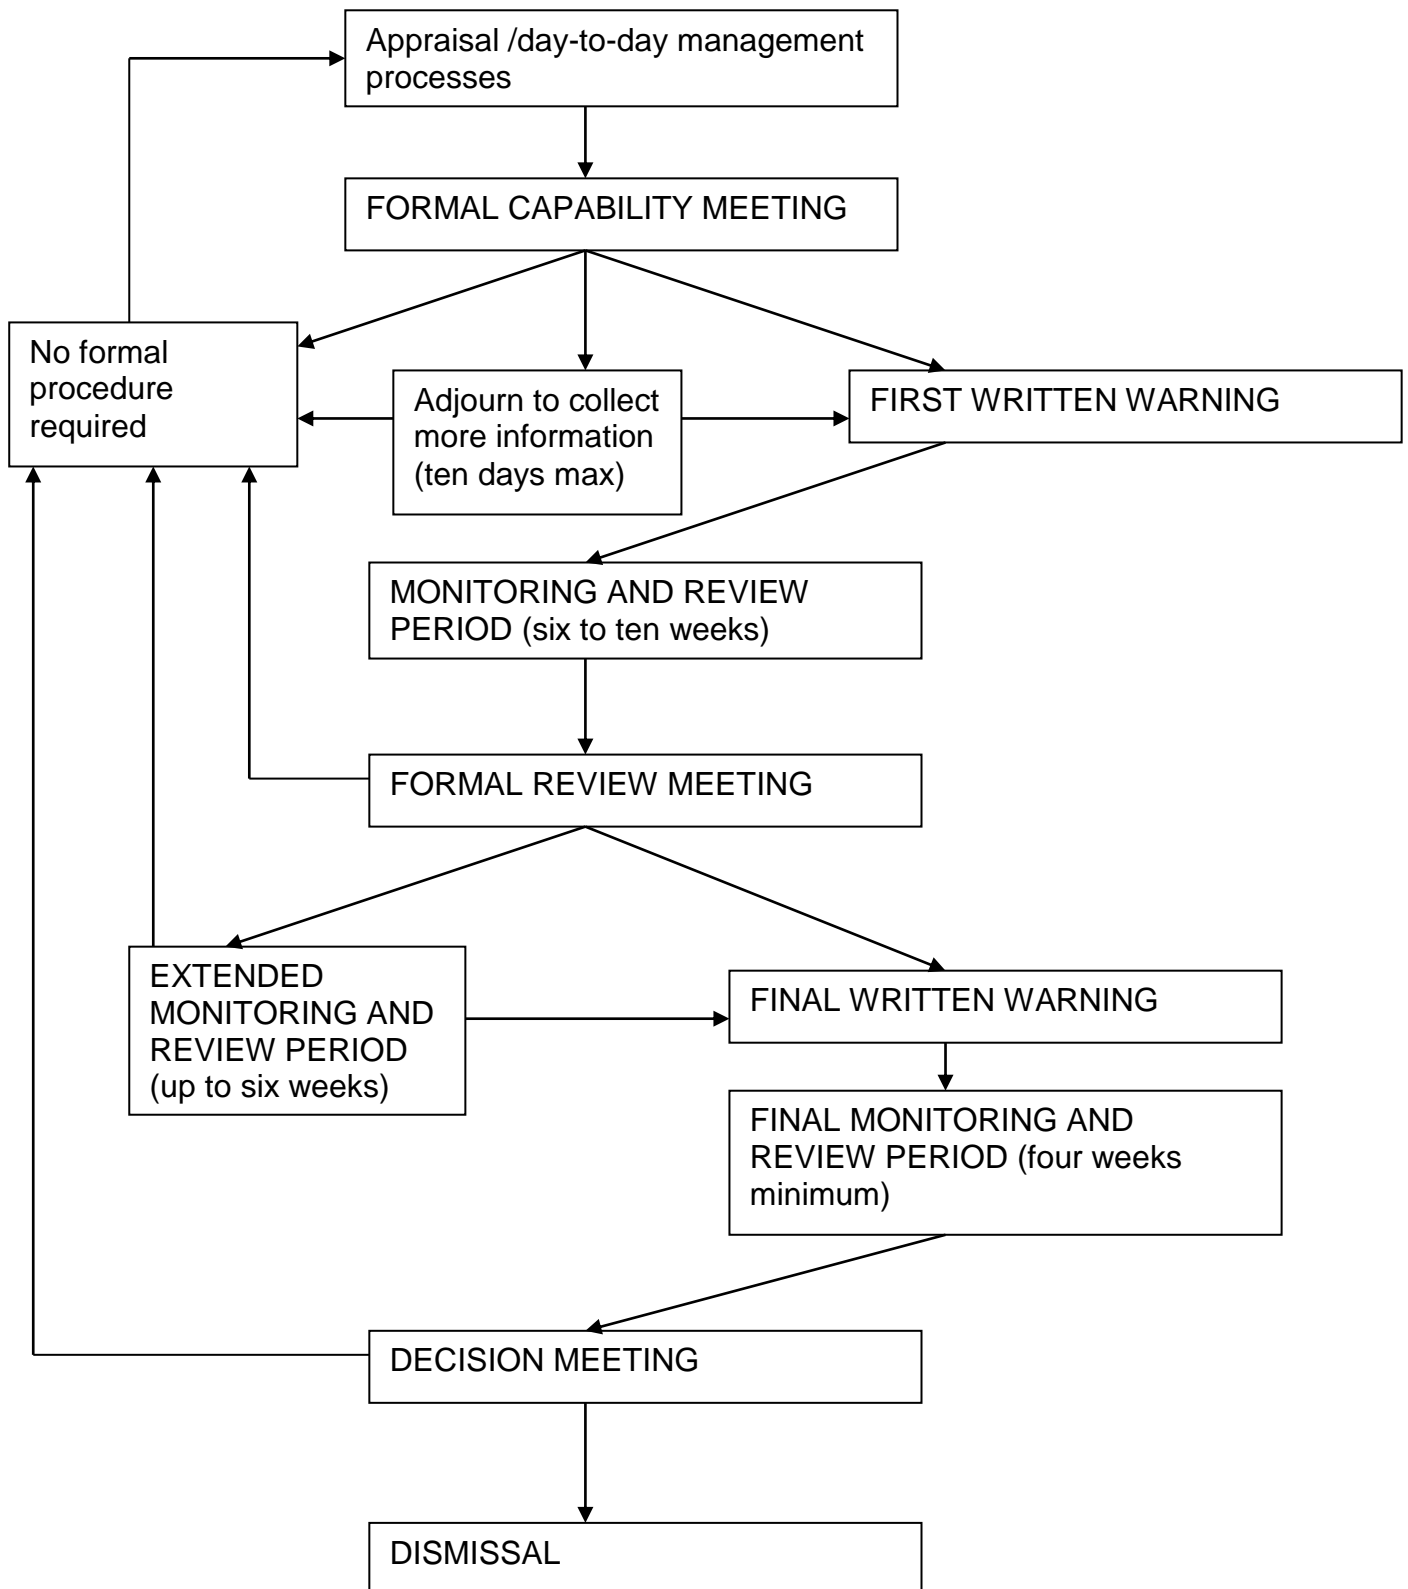 Appraisal /day-to-day management
processes
FORMAL CAPABILITY MEETING
No formal
procedure
required
Adjourn to collect
more information
(ten days max)
FIRST WRITTEN WARNING
MONITORING AND REVIEW
PERIOD (six to ten weeks)
FORMAL REVIEW MEETING
EXTENDED
MONITORING AND
REVIEW PERIOD
(up to six weeks)
FINAL WRITTEN WARNING
FINAL MONITORING AND
REVIEW PERIOD (four weeks
minimum)
DECISION MEETING
DISMISSAL